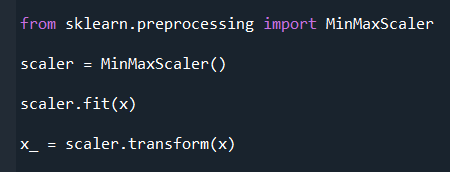 from sklearn.preprocessing import MinMaxScaler
scaler = MinMaxScaler()
scaler.fit(x)
x_ = scaler.transform(x)